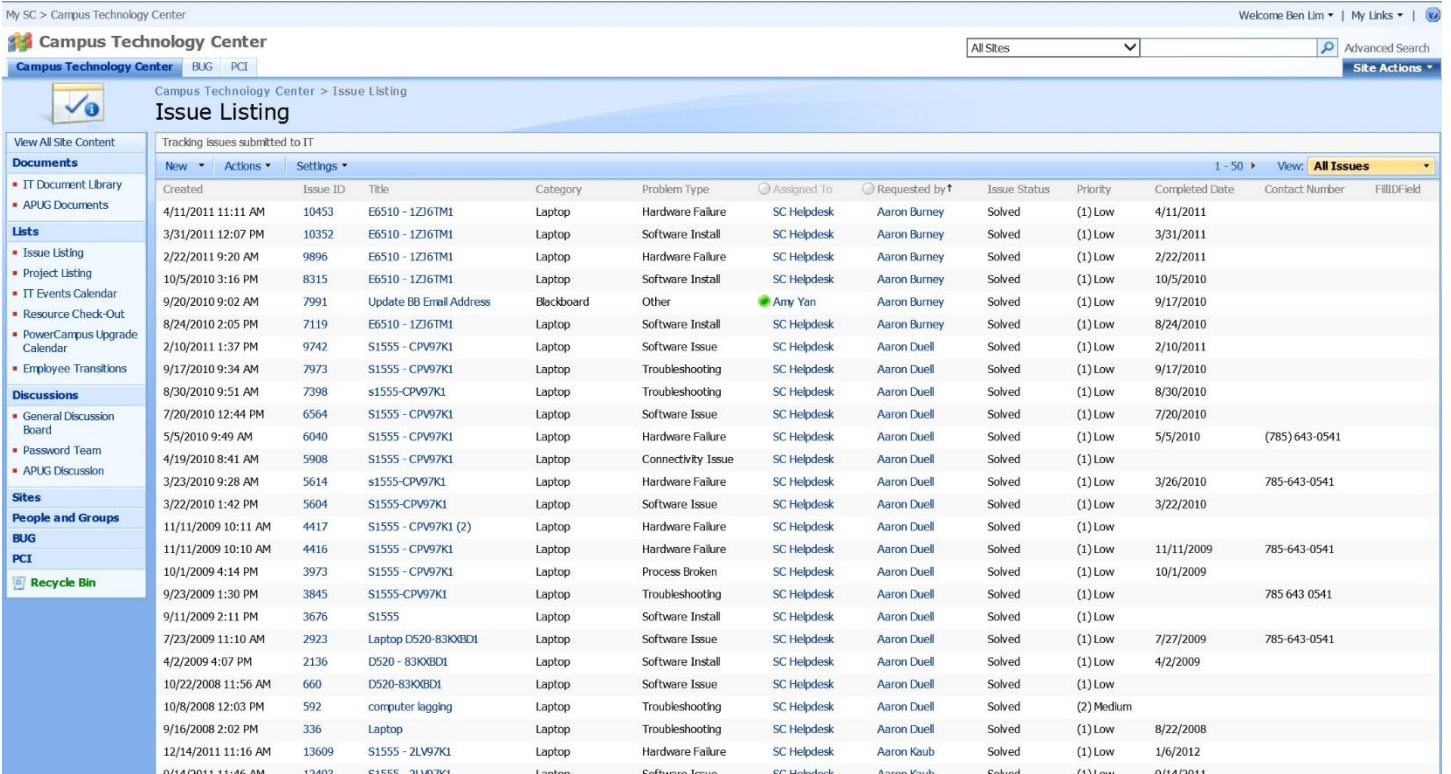 My SC > Campus Technology Center
Welcome Ben Lim | My Links |
Campus Technology Center
All Sites
Advanced Search
Campus Technology Center BUG PCI
Site Actions
Campus Technology Center > Issue Listing
Issue Listing
View All Site Content
Documents
IT Document Library
APUG Documents
Lists
Issue Listing
Project Listing
IT Events Calendar
Resource Check-Out
PowerCampus Upgrade
Calendar
Employee Transitions
Discussions
General Discussion
Board
Password Team
APUG Discussion
Sites
People and Groups
BUG
PCI
Recycle Bin
Tracking issues submitted to IT
New Actions Settings 1 - 50 View: All Issues
Created Issue ID Title Category Problem Type Assigned To Requested by Issue Status Priority Completed Date Contact Number FillIDField
4/11/2011 11:11 AM 10453 E6510 - 1ZJ6TM1 Laptop Hardware Failure SC Helpdesk Aaron Burney Solved (1) Low 4/11/2011
3/31/2011 12:07 PM 10352 E6510 - 1ZJ6TM1 Laptop Software Install SC Helpdesk Aaron Burney Solved (1) Low 3/31/2011
2/22/2011 9:20 AM 9896 E6510 - 1ZJ6TM1 Laptop Hardware Failure SC Helpdesk Aaron Burney Solved (1) Low 2/22/2011
10/5/2010 3:16 PM 8315 E6510 - 1ZJ6TM1 Laptop Software Install SC Helpdesk Aaron Burney Solved (1) Low 10/5/2010
9/20/2010 9:02 AM 7991 Update BB Email Address Blackboard Other Amy Yan Aaron Burney Solved (1) Low 9/17/2010
8/24/2010 2:05 PM 7119 E6510 - 1ZJ6TM1 Laptop Software Install SC Helpdesk Aaron Burney Solved (1) Low 8/24/2010
2/10/2011 1:37 PM 9742 S1555 - CPV97K1 Laptop Software Issue SC Helpdesk Aaron Duell Solved (1) Low 2/10/2011
9/17/2010 9:34 AM 7973 S1555 - CPV97K1 Laptop Troubleshooting SC Helpdesk Aaron Duell Solved (1) Low 9/17/2010
8/30/2010 9:51 AM 7398 s1555-CPV97K1 Laptop Troubleshooting SC Helpdesk Aaron Duell Solved (1) Low 8/30/2010
7/20/2010 12:44 PM 6564 S1555 - CPV97K1 Laptop Software Issue SC Helpdesk Aaron Duell Solved (1) Low 7/20/2010
5/5/2010 9:49 AM 6040 S1555 - CPV97K1 Laptop Hardware Failure SC Helpdesk Aaron Duell Solved (1) Low 5/5/2010 (785) 643-0541
4/19/2010 8:41 AM 5908 S1555 - CPV97K1 Laptop Connectivity Issue SC Helpdesk Aaron Duell Solved (1) Low
3/23/2010 9:28 AM 5614 s1555-CPV97K1 Laptop Hardware Failure SC Helpdesk Aaron Duell Solved (1) Low 3/26/2010 785-643-0541
3/22/2010 1:42 PM 5604 S1555-CPV97K1 Laptop Software Issue SC Helpdesk Aaron Duell Solved (1) Low 3/22/2010
11/11/2009 10:11 AM 4417 S1555 - CPV97K1 (2) Laptop Hardware Failure SC Helpdesk Aaron Duell Solved (1) Low
11/11/2009 10:10 AM 4416 S1555 - CPV97K1 Laptop Hardware Failure SC Helpdesk Aaron Duell Solved (1) Low 11/11/2009 785-643-0541
10/1/2009 4:14 PM 3973 S1555 - CPV97K1 Laptop Process Broken SC Helpdesk Aaron Duell Solved (1) Low 10/1/2009
9/23/2009 1:30 PM 3845 S1555-CPV97K1 Laptop Troubleshooting SC Helpdesk Aaron Duell Solved (1) Low 785 643 0541
9/11/2009 2:11 PM 3676 S1555 Laptop Software Install SC Helpdesk Aaron Duell Solved (1) Low
7/23/2009 11:10 AM 2923 Laptop D520-83KXBD1 Laptop Software Issue SC Helpdesk Aaron Duell Solved (1) Low 7/27/2009 785-643-0541
4/2/2009 4:07 PM 2136 D520 - 83KXBD1 Laptop Software Install SC Helpdesk Aaron Duell Solved (1) Low 4/2/2009
10/22/2008 11:56 AM 660 D520-83KXBD1 Laptop Software Issue SC Helpdesk Aaron Duell Solved (1) Low
10/8/2008 12:03 PM 592 computer lagging Laptop Troubleshooting SC Helpdesk Aaron Duell Solved (2) Medium
9/16/2008 2:02 PM 336 Laptop Laptop Troubleshooting SC Helpdesk Aaron Duell Solved (1) Low 8/22/2008
12/14/2011 11:16 AM 13609 S1555 - 2LV97K1 Laptop Hardware Failure SC Helpdesk Aaron Kaub Solved (1) Low 1/6/2012